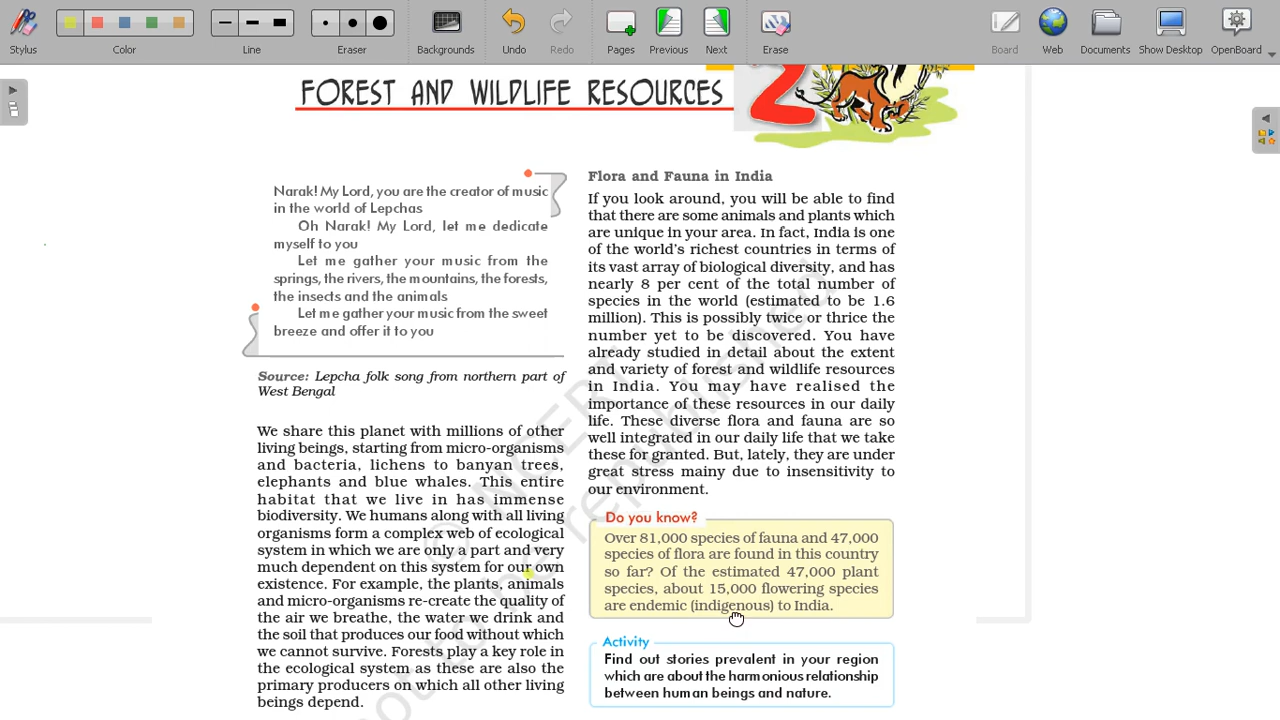 Stylus
Color
Line
Eraser
Backgrounds
Undo
Redo
Pages
Previous
Next
Erase
Board
Web
Documents
Show Desktop
OpenBoard
FOREST AND WILDLIFE RESOURCES
2
Narak! My Lord, you are the creator of music
in the world of Lepchas
Oh Narak! My Lord, let me dedicate
myself to you
Let me gather your music from the
springs, the rivers, the mountains, the forests,
the insects and the animals
Let me gather your music from the sweet
breeze and offer it to you
Source: Lepcha folk song from northern part of
West Bengal
We share this planet with millions of other
living beings, starting from micro-organisms
and bacteria, lichens to banyan trees,
elephants and blue whales. This entire
habitat that we live in has immense
biodiversity. We humans along with all living
organisms form a complex web of ecological
system in which we are only a part and very
much dependent on this system for our own
existence. For example, the plants, animals
and micro-organisms re-create the quality of
the air we breathe, the water we drink and
the soil that produces our food without which
we cannot survive. Forests play a key role in
the ecological system as these are also the
primary producers on which all other living
beings depend.
Flora and Fauna in India
If you look around, you will be able to find
that there are some animals and plants which
are unique in your area. In fact, India is one
of the world's richest countries in terms of
its vast array of biological diversity, and has
nearly 8 per cent of the total number of
species in the world (estimated to be 1.6
million). This is possibly twice or thrice the
number yet to be discovered. You have
already studied in detail about the extent
and variety of forest and wildlife resources
in India. You may have realised the
importance of these resources in our daily
life. These diverse flora and fauna are so
well integrated in our daily life that we take
these for granted. But, lately, they are under
great stress mainy due to insensitivity to
our environment.
Do you know?
Over 81,000 species of fauna and 47,000
species of flora are found in this country
so far? Of the estimated 47,000 plant
species, about 15,000 flowering species
are endemic (indigenous) to India.
Activity
Find out stories prevalent in your region
which are about the harmonious relationship
between human beings and nature.
© NCERT
not to be republished